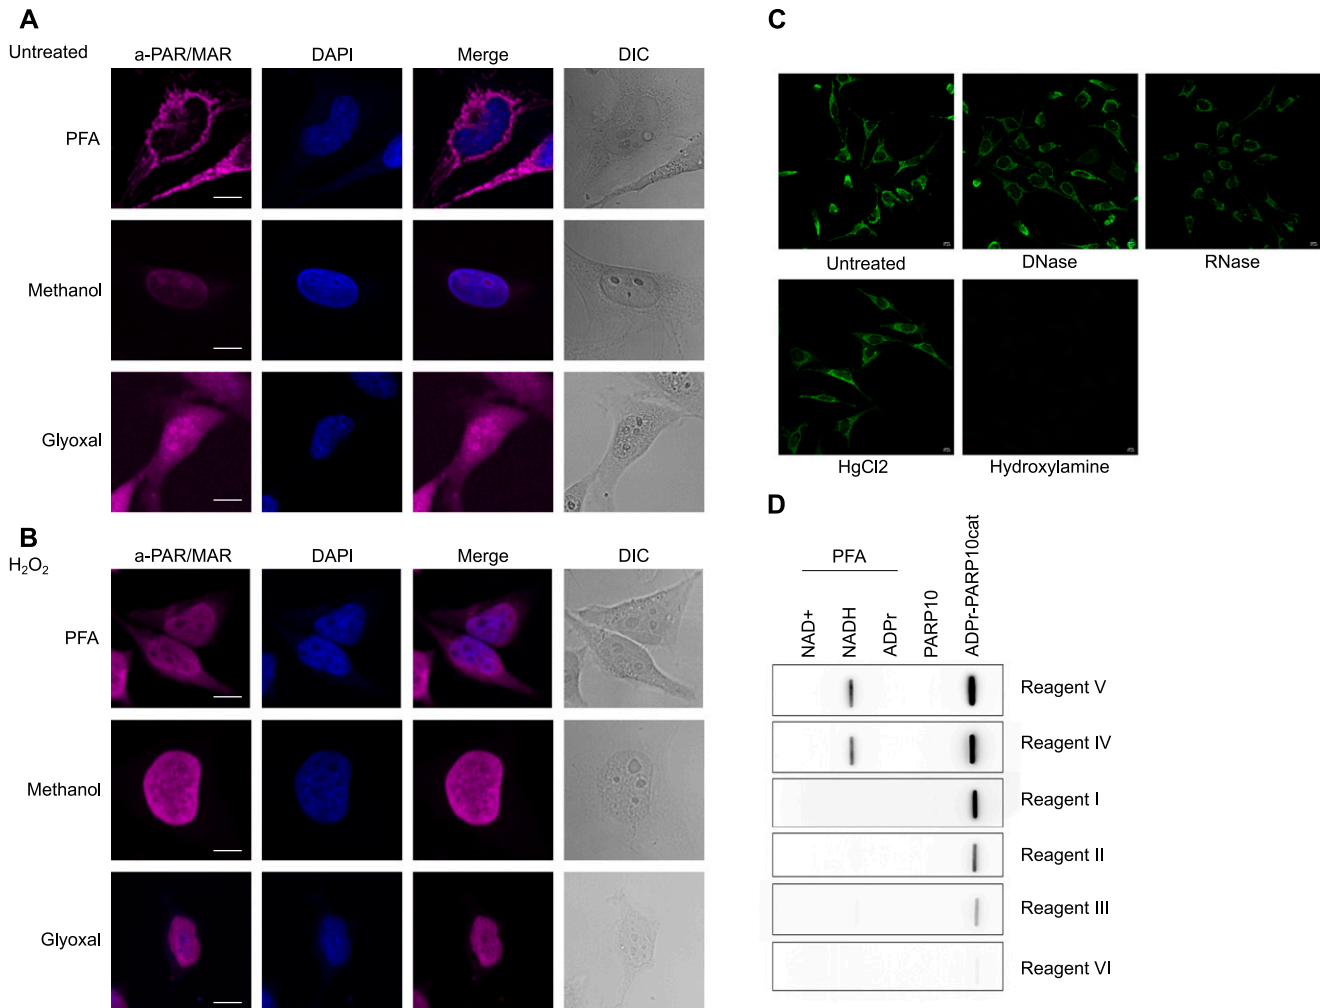 A
Untreated
a-PAR/MAR DAPI Merge DIC
PFA
Methanol
Glyoxal
B
H₂O₂
a-PAR/MAR DAPI Merge DIC
PFA
Methanol
Glyoxal
C
Untreated DNase RNase
HgCl2 Hydroxylamine
D
PFA
NAD+ NADH ADPr PARP10 ADPr-PARP10cat
Reagent V
Reagent IV
Reagent I
Reagent II
Reagent III
Reagent VI